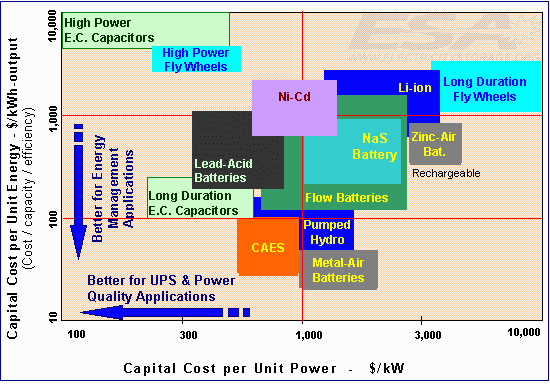 High Power
E.C. Capacitors
High Power
Fly Wheels
ESA
WWW.ELECTRICITYSTORAGE.ORG
Li-ion
Long Duration
Fly Wheels
Ni-Cd
NaS
Battery
Zinc-Air
Bat.
Rechargeable
Lead-Acid
Batteries
Flow Batteries
Long Duration
E.C. Capacitors
Pumped
Hydro
CAES
Metal-Air
Batteries
Better for Energy
Management
Applications
Better for UPS & Power
Quality Applications
Capital Cost per Unit Energy - $/kWh-output
(Cost / capacity / efficiency)
10,000
1,000
100
10
100
300
1,000
3,000
10,000
Capital Cost per Unit Power - $/kW